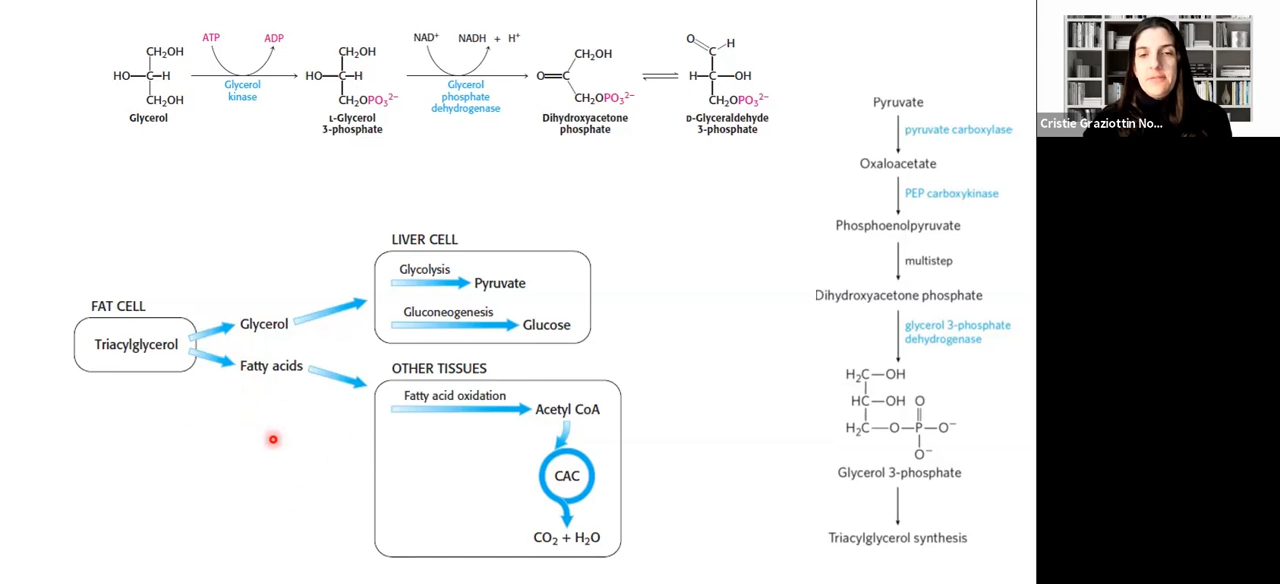 ATP
ADP
CH₂OH
HO—C—H
CH₂OH
Glycerol
Glycerol
kinase
CH₂OH
HO—C—H
CH₂OPO₃²⁻
L-Glycerol
3-phosphate
NAD⁺
NADH + H⁺
Glycerol
phosphate
dehydrogenase
CH₂OH
O=C
CH₂OPO₃²⁻
Dihydroxyacetone
phosphate
O
H
C
H—C—OH
CH₂OPO₃²⁻
D-Glyceraldehyde
3-phosphate
FAT CELL
Triacylglycerol
Glycerol
Fatty acids
LIVER CELL
Glycolysis
Pyruvate
Gluconeogenesis
Glucose
OTHER TISSUES
Fatty acid oxidation
Acetyl CoA
CAC
CO₂ + H₂O
Pyruvate
pyruvate carboxylase
Oxaloacetate
PEP carboxykinase
Phosphoenolpyruvate
multistep
Dihydroxyacetone phosphate
glycerol 3-phosphate
dehydrogenase
H₂C—OH
HC—OH O
H₂C—O—P—O⁻
O⁻
Glycerol 3-phosphate
Triacylglycerol synthesis
Cristie Graziottin No...